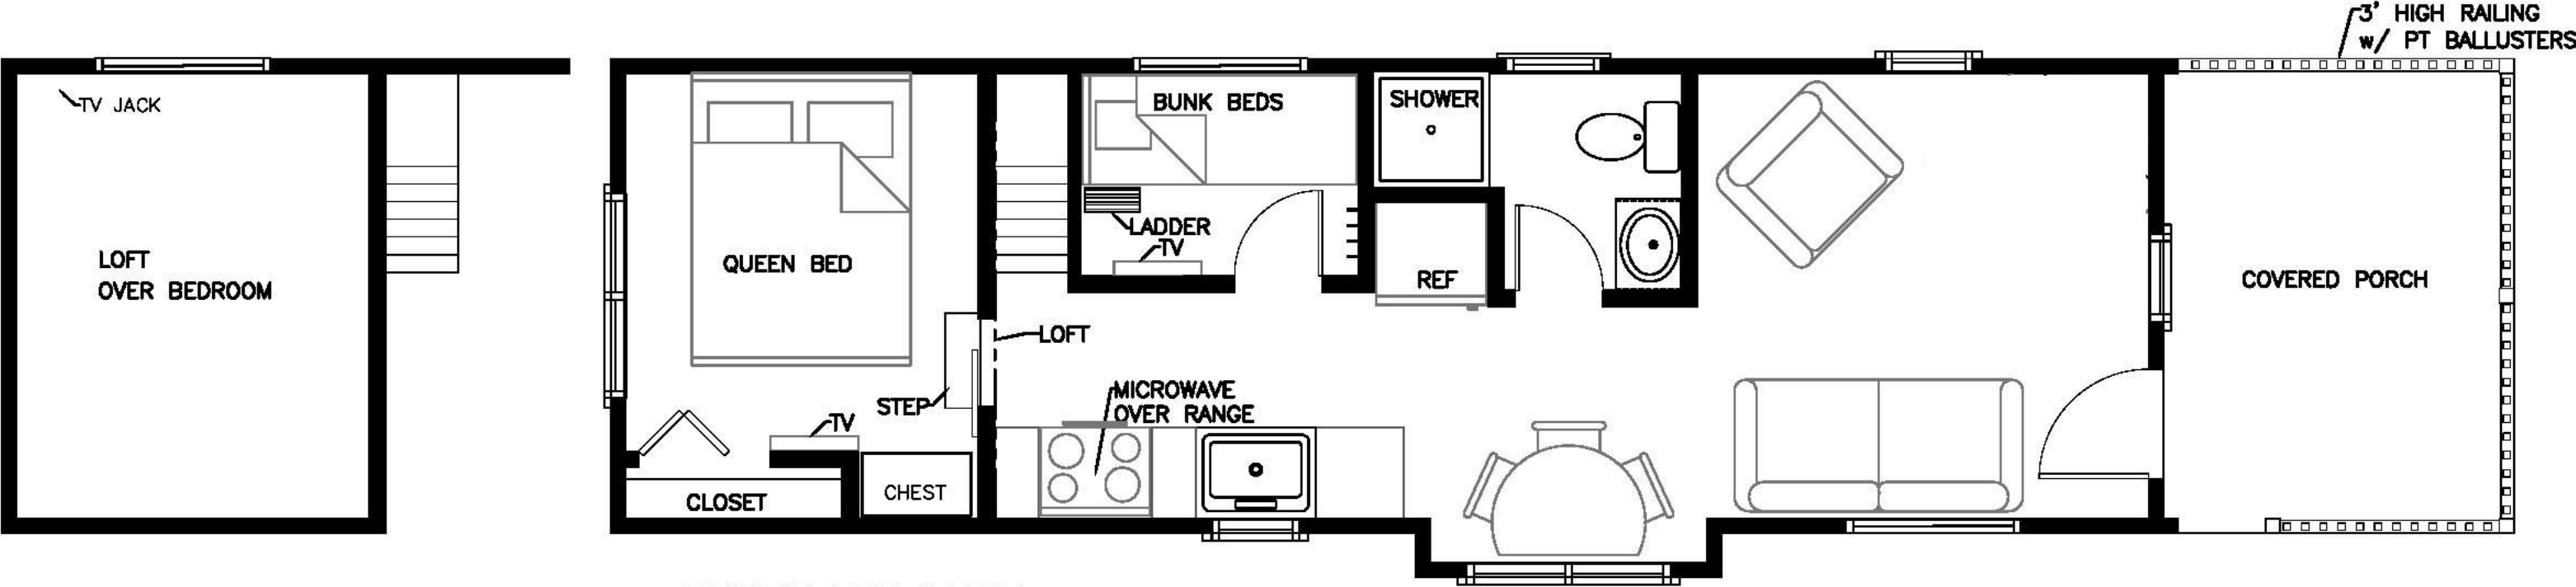 3' HIGH RAILING
w/ PT BALLUSTERS
TV JACK
LOFT
OVER BEDROOM
QUEEN BED
STEP
TV
CLOSET
CHEST
BUNK BEDS
LADDER
TV
LOFT
MICROWAVE
OVER RANGE
SHOWER
REF
COVERED PORCH